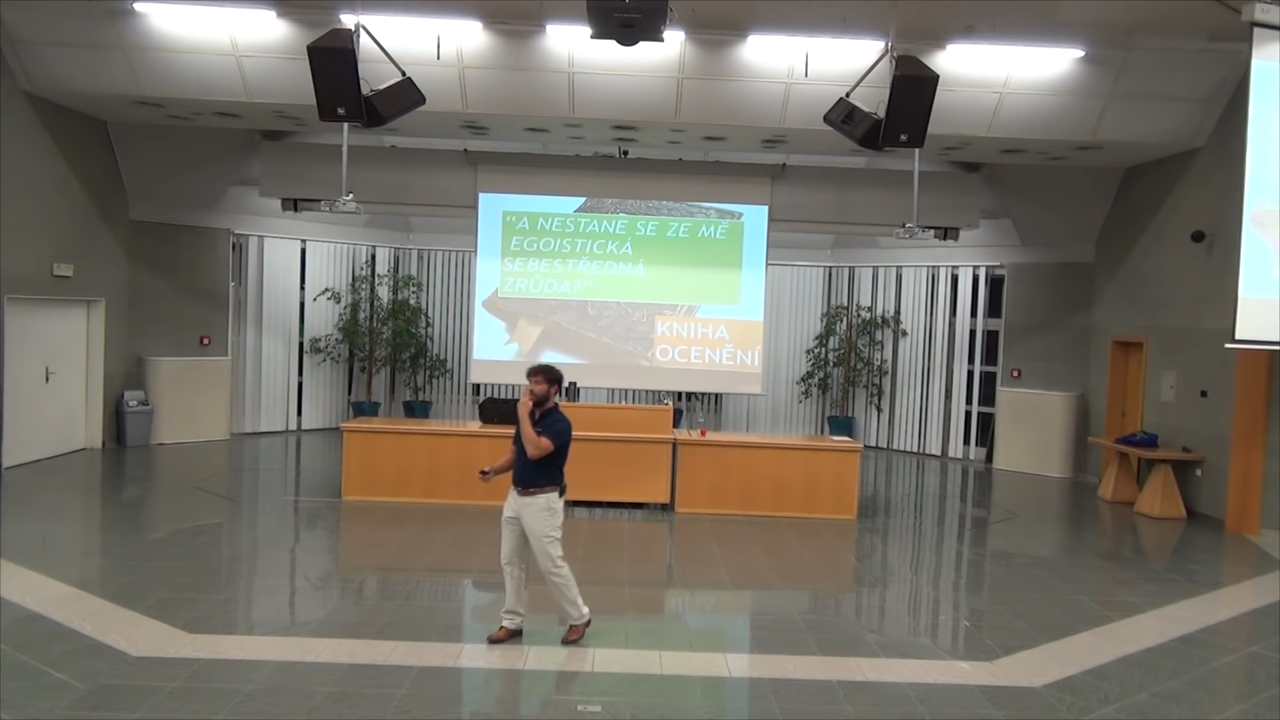 “A NESTANE SE ZE MĚ
EGOISTICKÁ
SEBESTŘEDNÁ
ZRŮDA?”
KNIHA
OCENĚNÍ